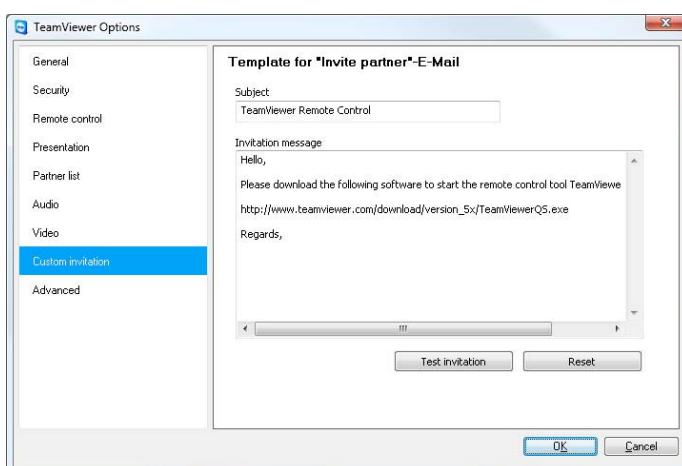 TeamViewer Options
General
Security
Remote control
Presentation
Partner list
Audio
Video
Custom invitation
Advanced
Template for "Invite partner"-E-Mail
Subject
TeamViewer Remote Control
Invitation message
Hello,
Please download the following software to start the remote control tool TeamViewe
http://www.teamviewer.com/download/version_5x/TeamViewerQS.exe
Regards,
Test invitation
Reset
OK
Cancel